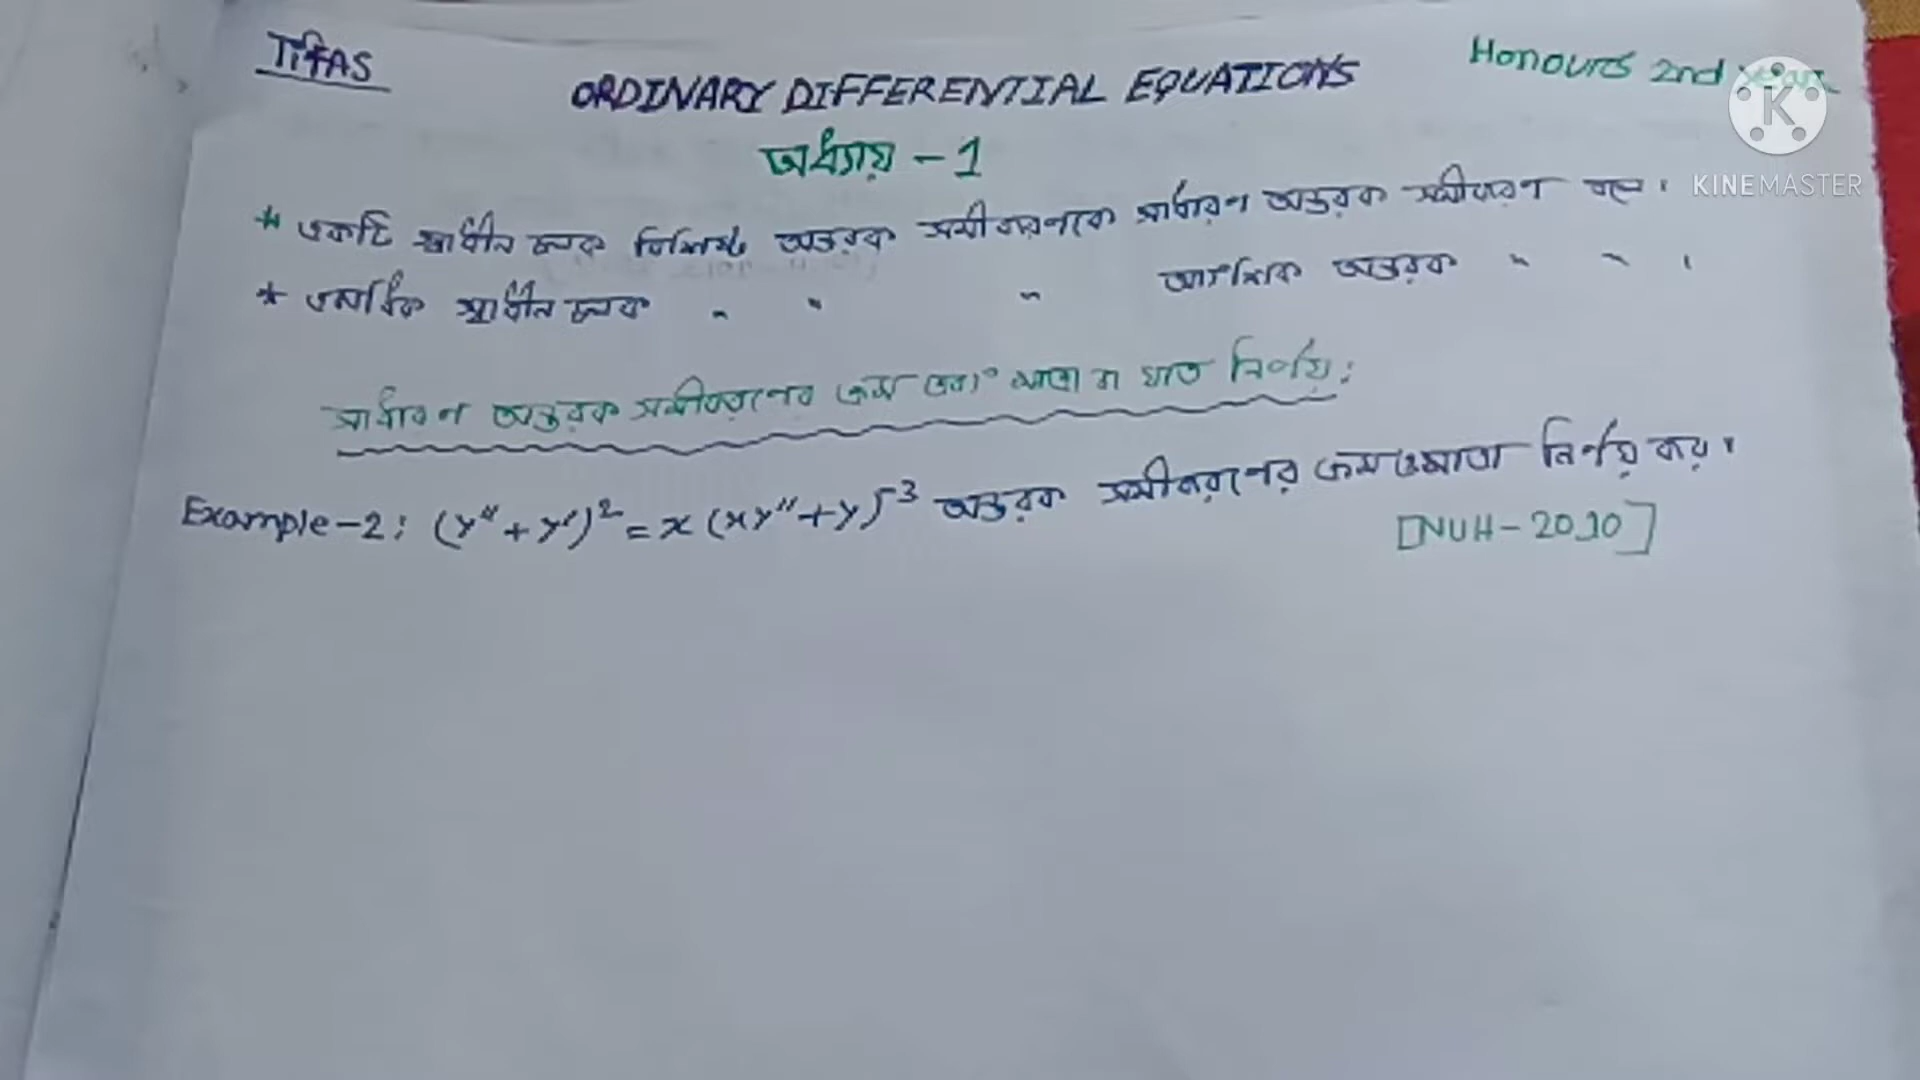 TITAS
ORDINARY DIFFERENTIAL EQUATIONS
Honours 2nd year
KINEMASTER
অধ্যায় - 1
* একটি স্বাধীন চলক বিশিষ্ট অন্তরক সমীকরণকে সাধারণ অন্তরক সমীকরণ বলে।
* একাধিক স্বাধীন চলক " " " আংশিক অন্তরক " " ।
সাধারণ অন্তরক সমীকরণের ক্রম এবং মাত্রা বা ঘাত নির্ণয়:
Example-2: (y″ + y′)² = x (xy″ + y)³ অন্তরক সমীকরণের ক্রম ও মাত্রা নির্ণয় কর।
[NUH-2010]